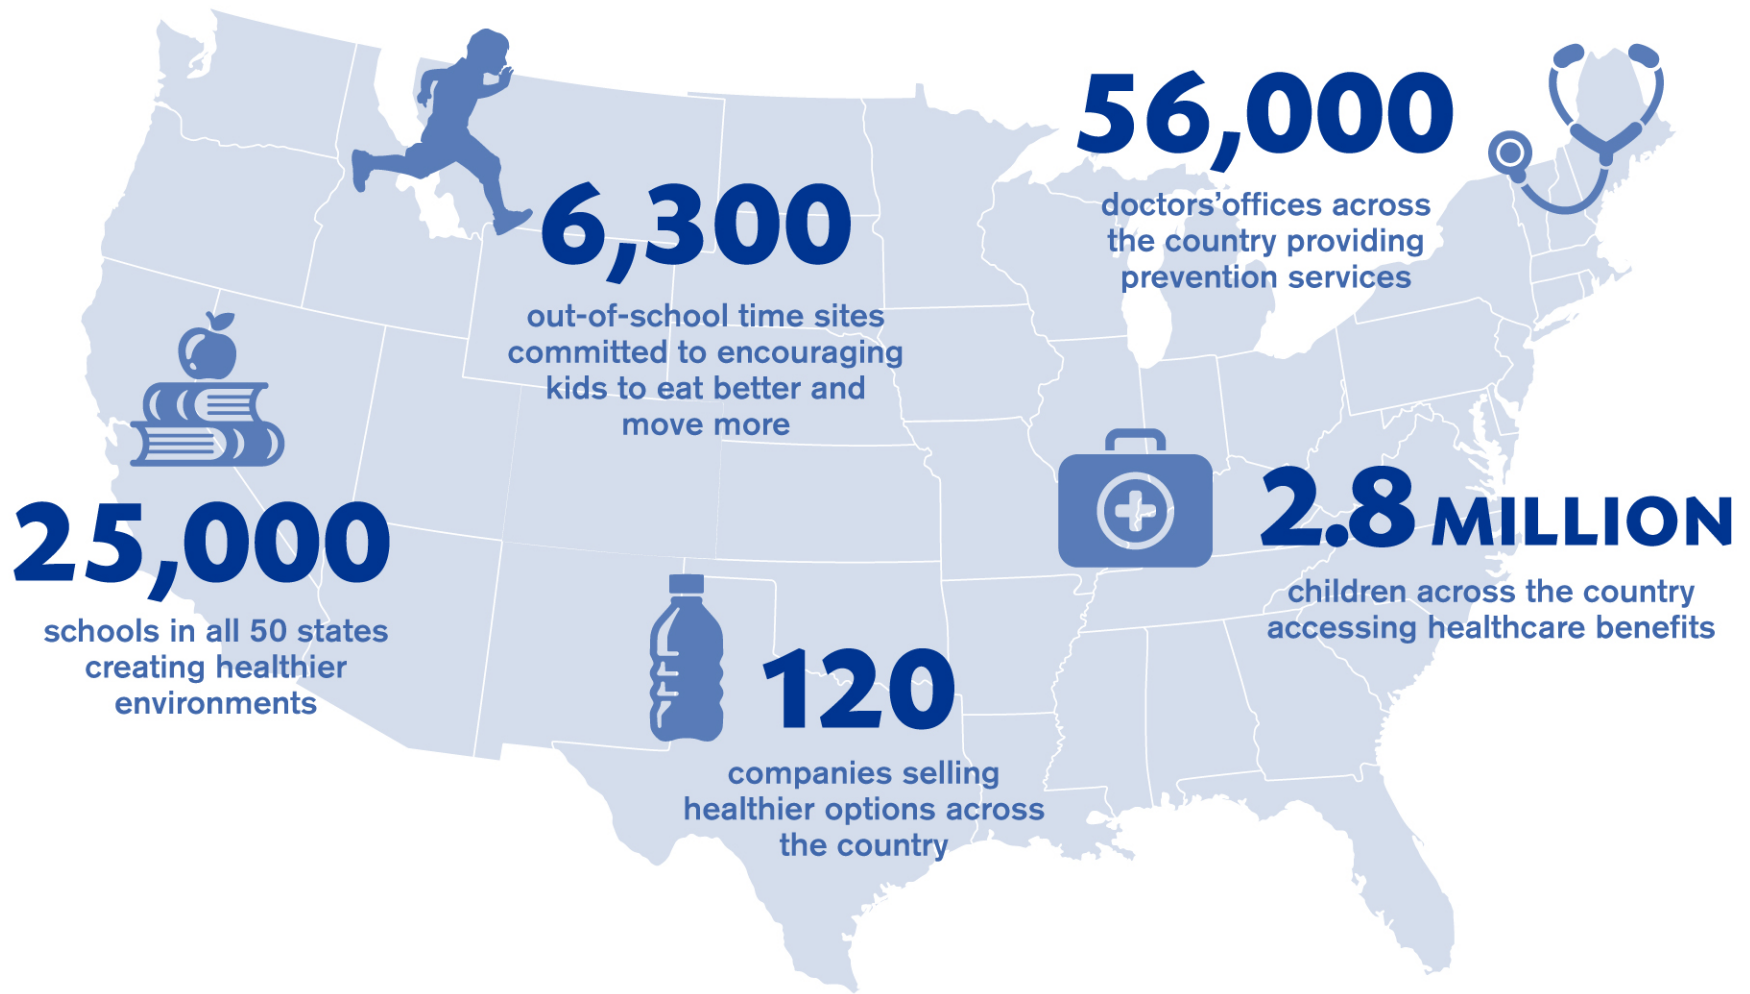 56,000
doctors'offices across
the country providing
prevention services
6,300
out-of-school time sites
committed to encouraging
kids to eat better and
move more
25,000
schools in all 50 states
creating healthier
environments
2.8 MILLION
children across the country
accessing healthcare benefits
120
companies selling
healthier options across
the country